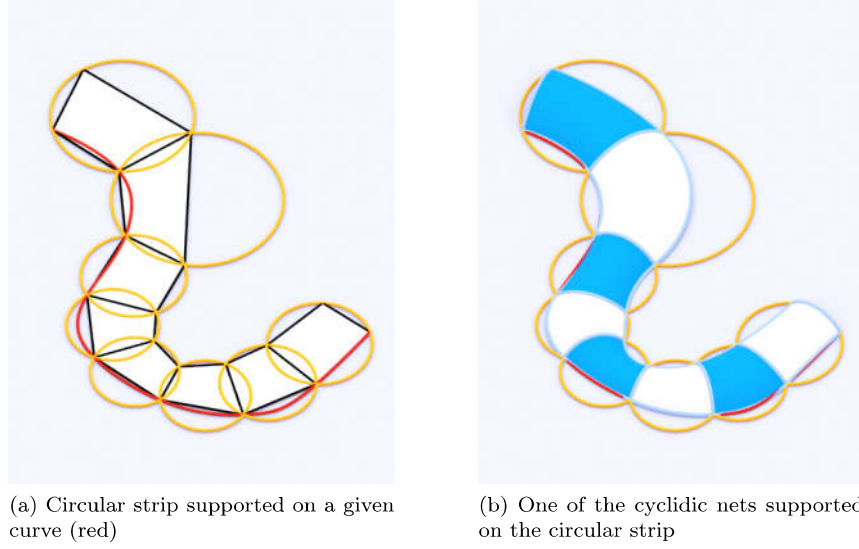 (a) Circular strip supported on a given
curve (red)
(b) One of the cyclidic nets supported
on the circular strip